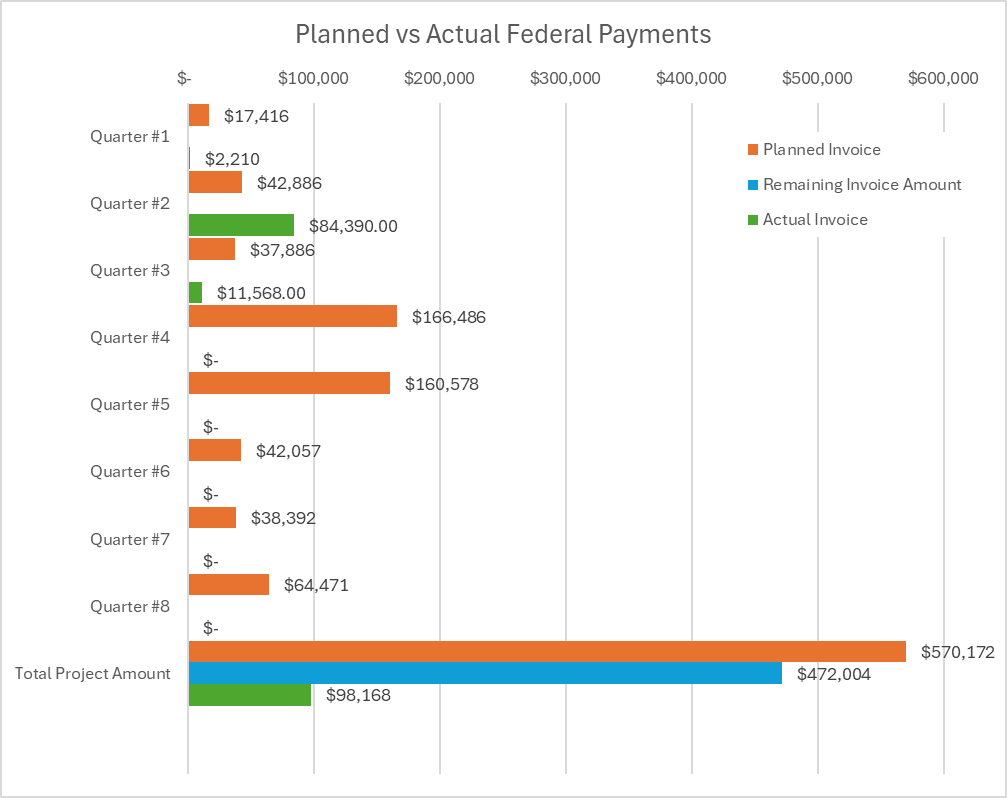 Planned vs Actual Federal Payments
$- $100,000 $200,000 $300,000 $400,000 $500,000 $600,000
$17,416
Quarter #1
$2,210
$42,886
Quarter #2
$84,390.00
$37,886
Quarter #3
$11,568.00
$166,486
Quarter #4
$-
$160,578
Quarter #5
$-
$42,057
Quarter #6
$-
$38,392
Quarter #7
$-
$64,471
Quarter #8
$-
$570,172
Total Project Amount
$472,004
$98,168
Planned Invoice
Remaining Invoice Amount
Actual Invoice